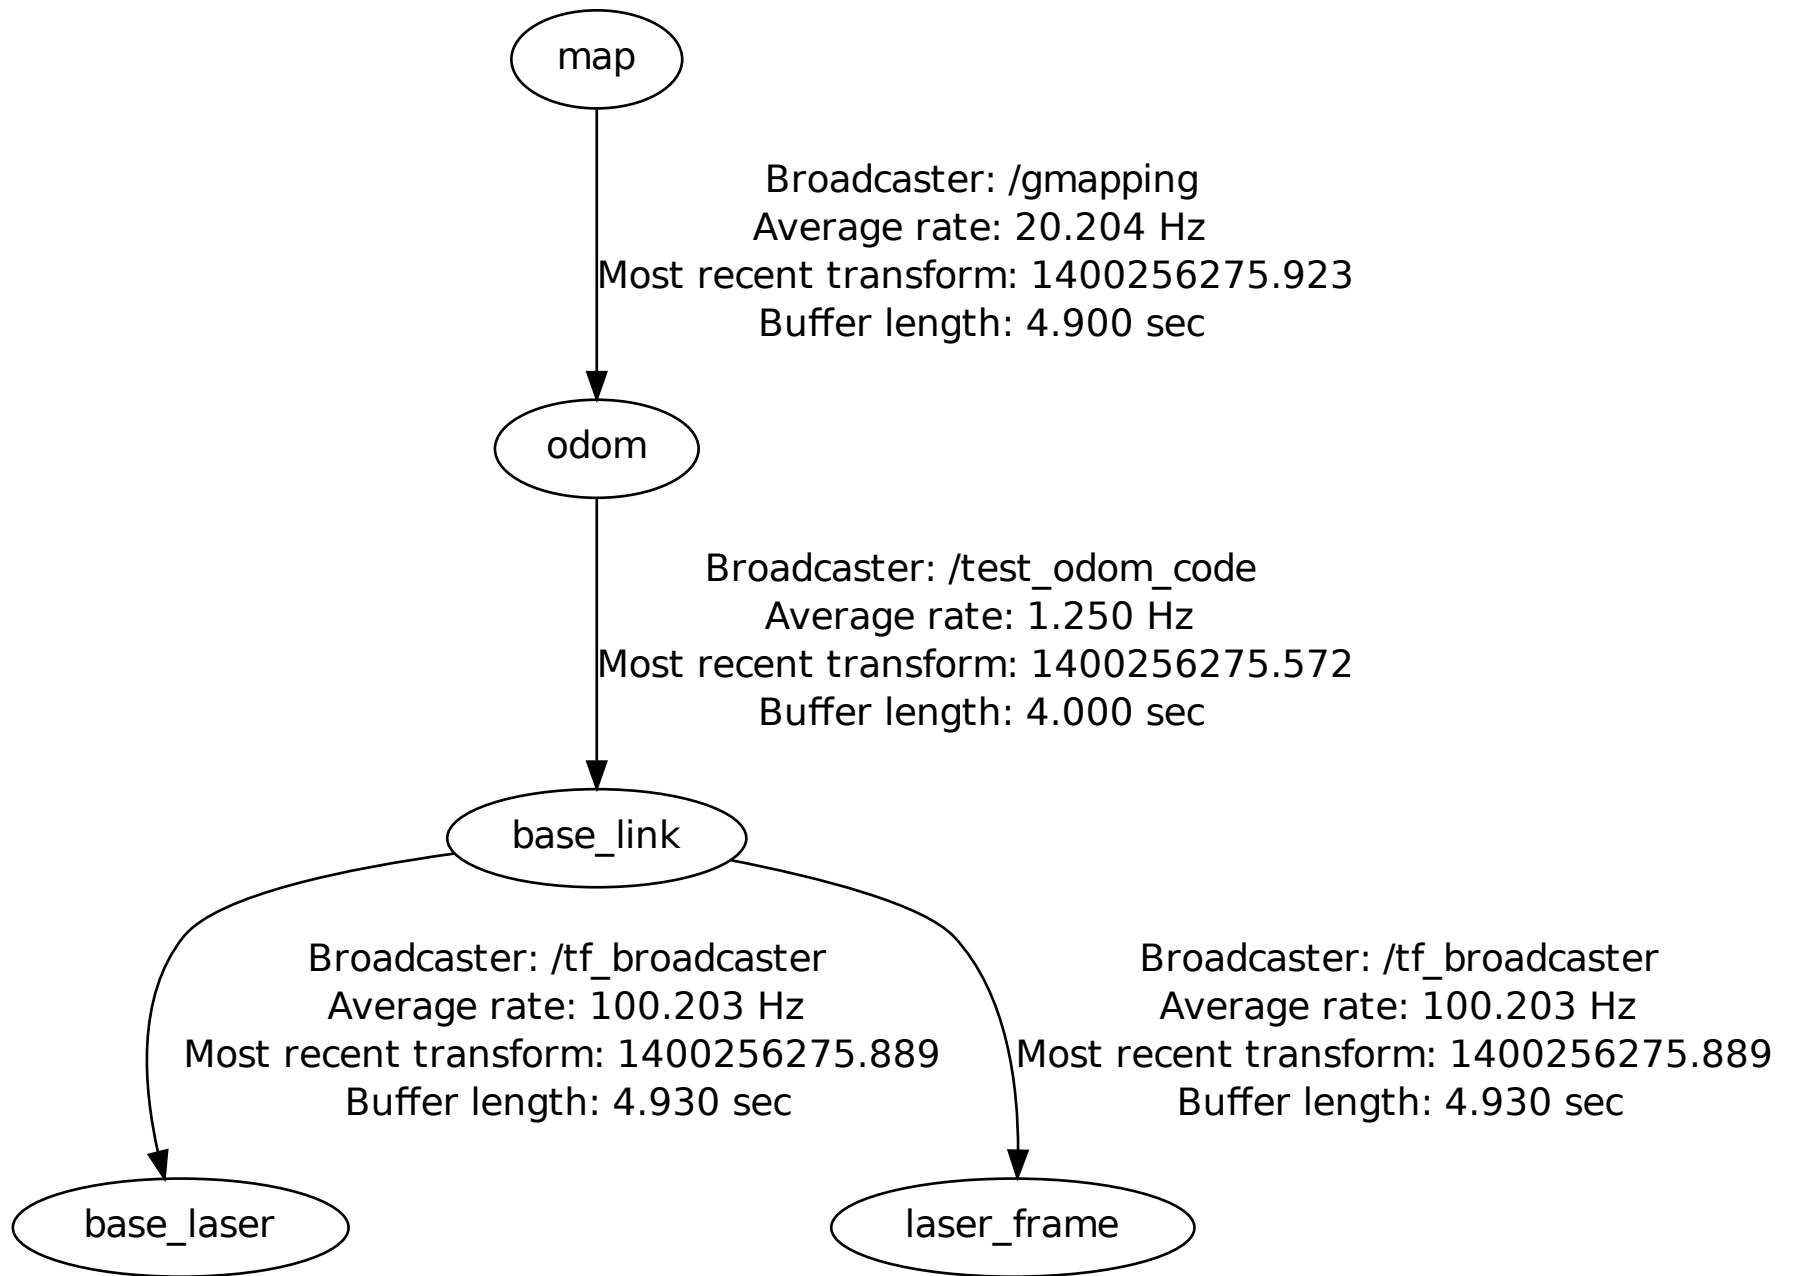 map
Broadcaster: /gmapping
Average rate: 20.204 Hz
Most recent transform: 1400256275.923
Buffer length: 4.900 sec
odom
Broadcaster: /test_odom_code
Average rate: 1.250 Hz
Most recent transform: 1400256275.572
Buffer length: 4.000 sec
base_link
Broadcaster: /tf_broadcaster
Average rate: 100.203 Hz
Most recent transform: 1400256275.889
Buffer length: 4.930 sec
Broadcaster: /tf_broadcaster
Average rate: 100.203 Hz
Most recent transform: 1400256275.889
Buffer length: 4.930 sec
base_laser
laser_frame